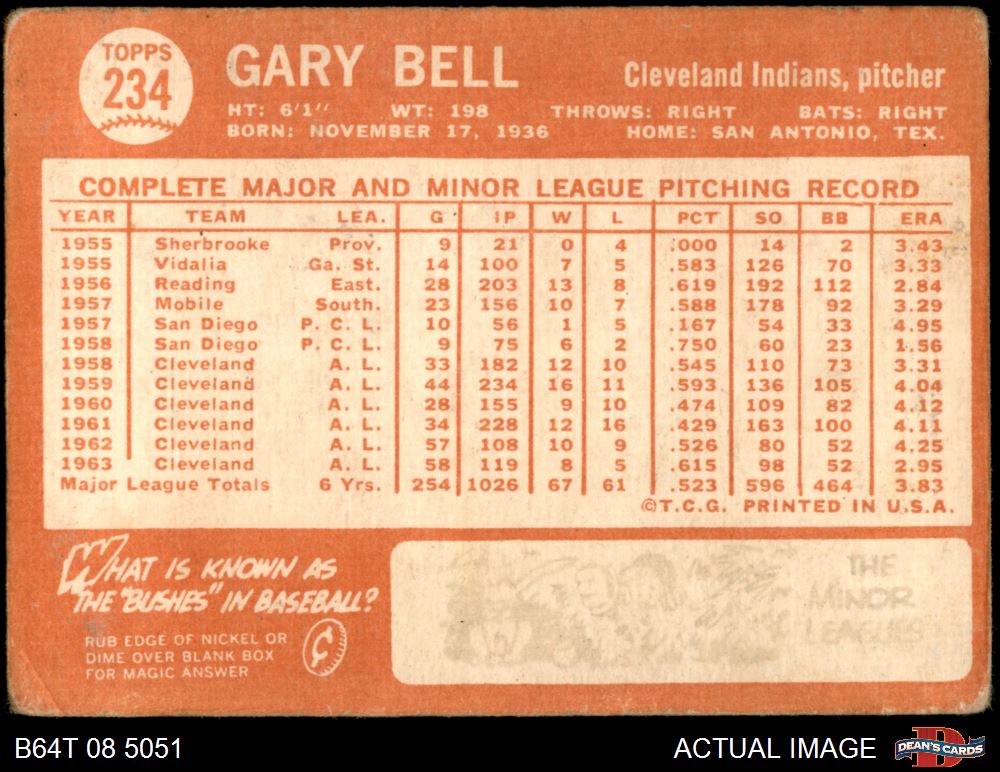 TOPPS
234
GARY BELL
Cleveland Indians, pitcher
HT: 6'1" WT: 198 THROWS: RIGHT BATS: RIGHT
BORN: NOVEMBER 17, 1936 HOME: SAN ANTONIO, TEX.
COMPLETE MAJOR AND MINOR LEAGUE PITCHING RECORD
YEAR TEAM LEA. G IP W L PCT SO BB ERA
1955 Sherbrooke Prov. 9 21 0 4 .000 14 2 3.43
1955 Vidalia Ga. St. 14 100 7 5 .583 126 70 3.33
1956 Reading East. 28 203 13 8 .619 192 112 2.84
1957 Mobile South. 23 156 10 7 .588 178 92 3.29
1957 San Diego P. C. L. 10 56 1 5 .167 54 33 4.95
1958 San Diego P. C. L. 9 75 6 2 .750 60 23 1.56
1958 Cleveland A. L. 33 182 12 10 .545 110 73 3.31
1959 Cleveland A. L. 44 234 16 11 .593 136 105 4.04
1960 Cleveland A. L. 28 155 9 10 .474 109 82 4.12
1961 Cleveland A. L. 34 228 12 16 .429 163 100 4.11
1962 Cleveland A. L. 57 108 10 9 .526 80 52 4.25
1963 Cleveland A. L. 58 119 8 5 .615 98 52 2.95
Major League Totals 6 Yrs. 254 1026 67 61 .523 596 464 3.83
©T.C.G. PRINTED IN U.S.A.
WHAT IS KNOWN AS
THE "BUSHES" IN BASEBALL?
RUB EDGE OF NICKEL OR
DIME OVER BLANK BOX
FOR MAGIC ANSWER
¢
THE
MINOR
LEAGUES
B64T 08 5051
ACTUAL IMAGE
D
DEAN'S CARDS